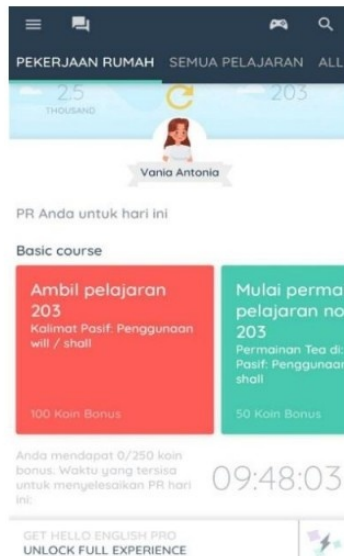 PEKERJAAN RUMAH SEMUA PELAJARAN ALL
2.5 203
THOUSAND
Vania Antonia
PR Anda untuk hari ini
Basic course
Ambil pelajaran
203
Kalimat Pasif: Penggunaan
will / shall
100 Koin Bonus
Mulai perma
pelajaran no
203
Permainan Tea di:
Pasif: Penggunaan
shall
50 Koin Bonus
Anda mendapat 0/250 koin
bonus. Waktu yang tersisa
untuk menyelesaikan PR hari
ini:
09:48:03
GET HELLO ENGLISH PRO
UNLOCK FULL EXPERIENCE